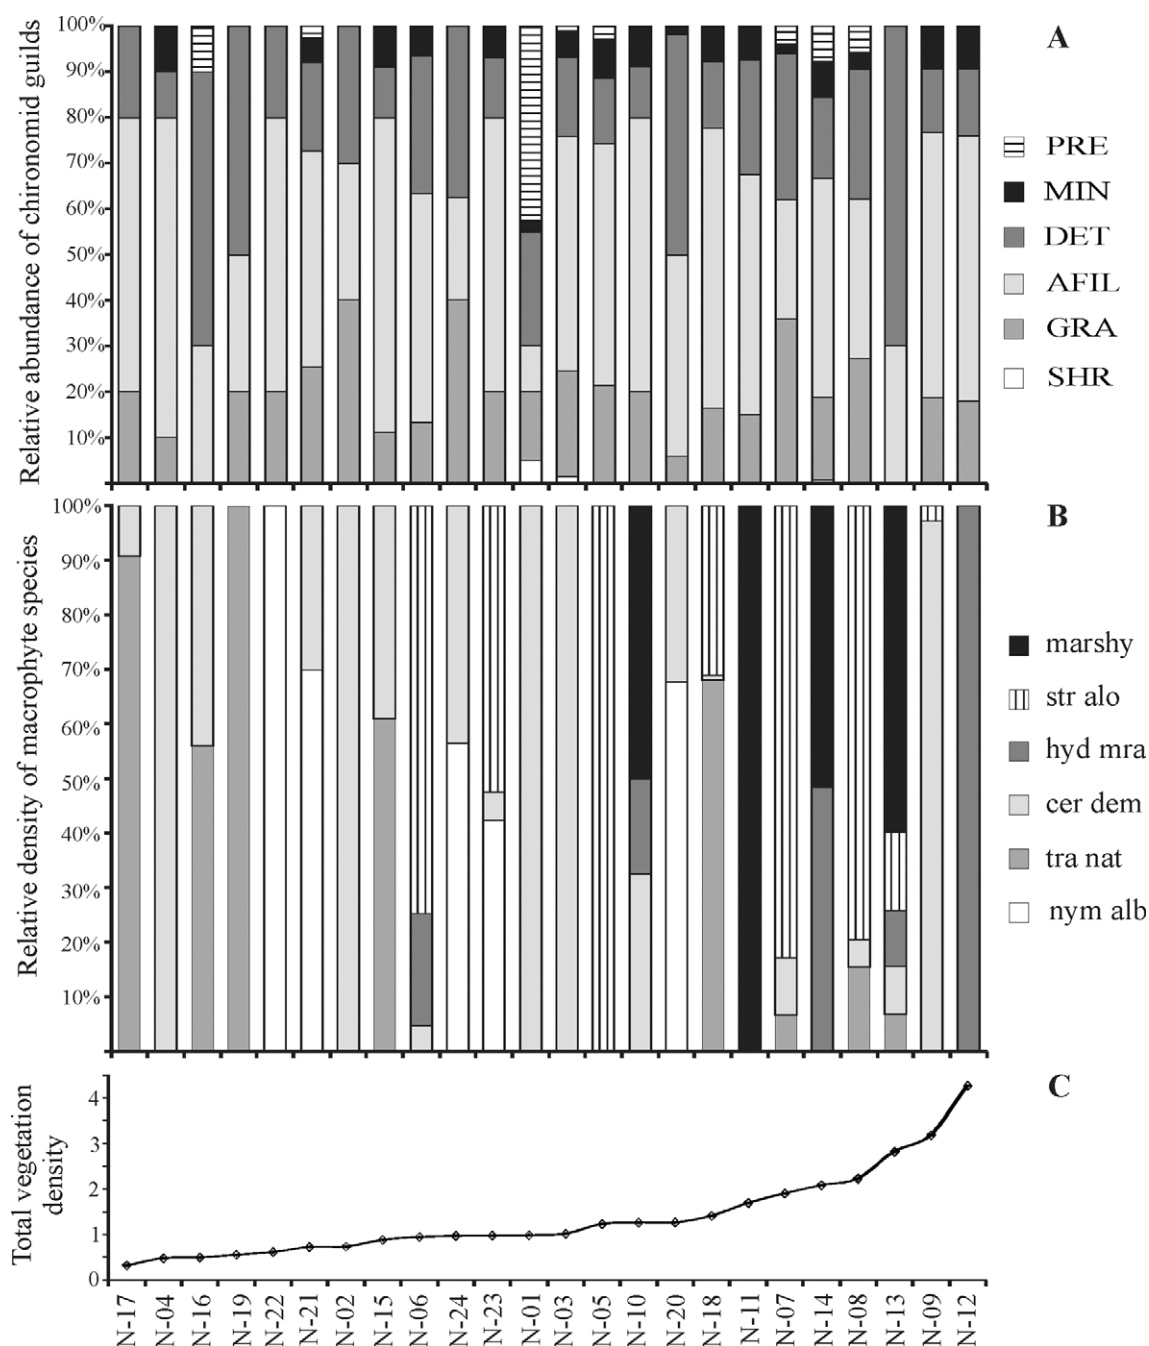 A
Relative abundance of chironomid guilds
100%
90%
80%
70%
60%
50%
40%
30%
20%
10%
PRE
MIN
DET
AFIL
GRA
SHR
B
Relative density of macrophyte species
100%
90%
80%
70%
60%
50%
40%
30%
20%
10%
marshy
str alo
hyd mra
cer dem
tra nat
nym alb
C
Total vegetation
density
4
3
2
1
0
N-17 N-04 N-16 N-19 N-22 N-21 N-02 N-15 N-06 N-24 N-23 N-01 N-03 N-05 N-10 N-20 N-18 N-11 N-07 N-14 N-08 N-13 N-09 N-12